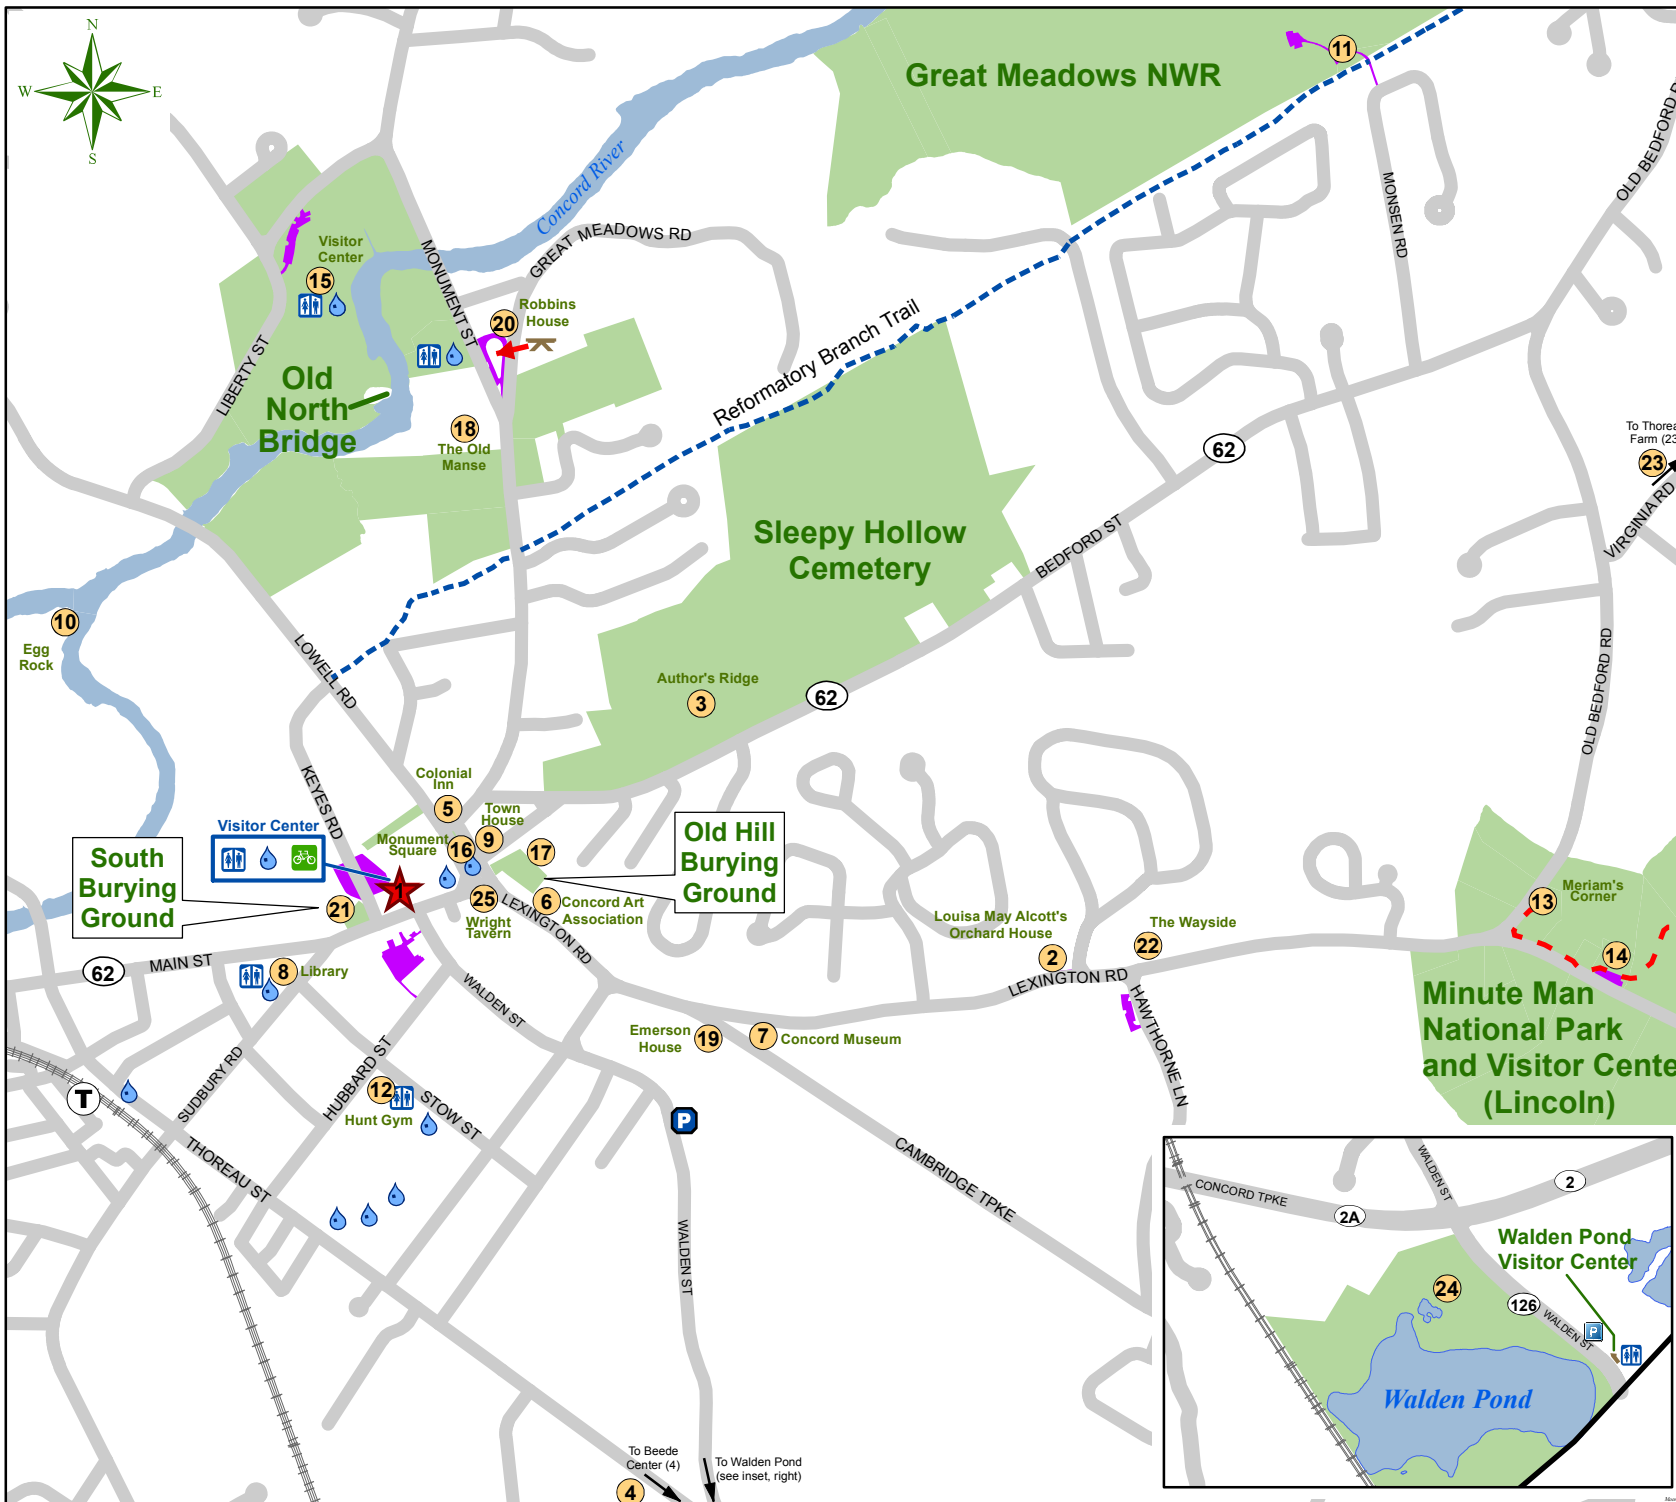 N
W
E
S
Great Meadows NWR
11
Concord River
OLD BEDFORD R
MONSEN RD
GREAT MEADOWS RD
MONUMENT ST
Visitor
Center
15
LIBERTY ST
Robbins
House
20
Old
North
Bridge
18
The Old
Manse
Reformatory Branch Trail
62
To Thorea
Farm (23
23
VIRGINIA RD
Sleepy Hollow
Cemetery
BEDFORD ST
10
Egg
Rock
LOWELL RD
Author's Ridge
3
62
OLD BEDFORD RD
KEYES RD
Colonial
Inn
5
Town
House
9
Monument
Square
16
17
Visitor Center
1
South
Burying
Ground
21
Old Hill
Burying
Ground
25
Wright
Tavern
6
Concord Art
Association
LEXINGTON RD
Louisa May Alcott's
Orchard House
2
The Wayside
22
LEXINGTON RD
13
Meriam's
Corner
14
Minute Man
National Park
and Visitor Cente
(Lincoln)
62
MAIN ST
8
Library
WALDEN ST
Emerson
House
19
7
Concord Museum
HAWTHORNE LN
SUDBURY RD
HUBBARD ST
12
Hunt Gym
STOW ST
T
THOREAU ST
P
CAMBRIDGE TPKE
WALDEN ST
To Beede
Center (4)
4
To Walden Pond
(see inset, right)
CONCORD TPKE
WALDEN ST
2
2A
Walden Pond
Visitor Center
24
126
WALDEN ST
P
Walden Pond